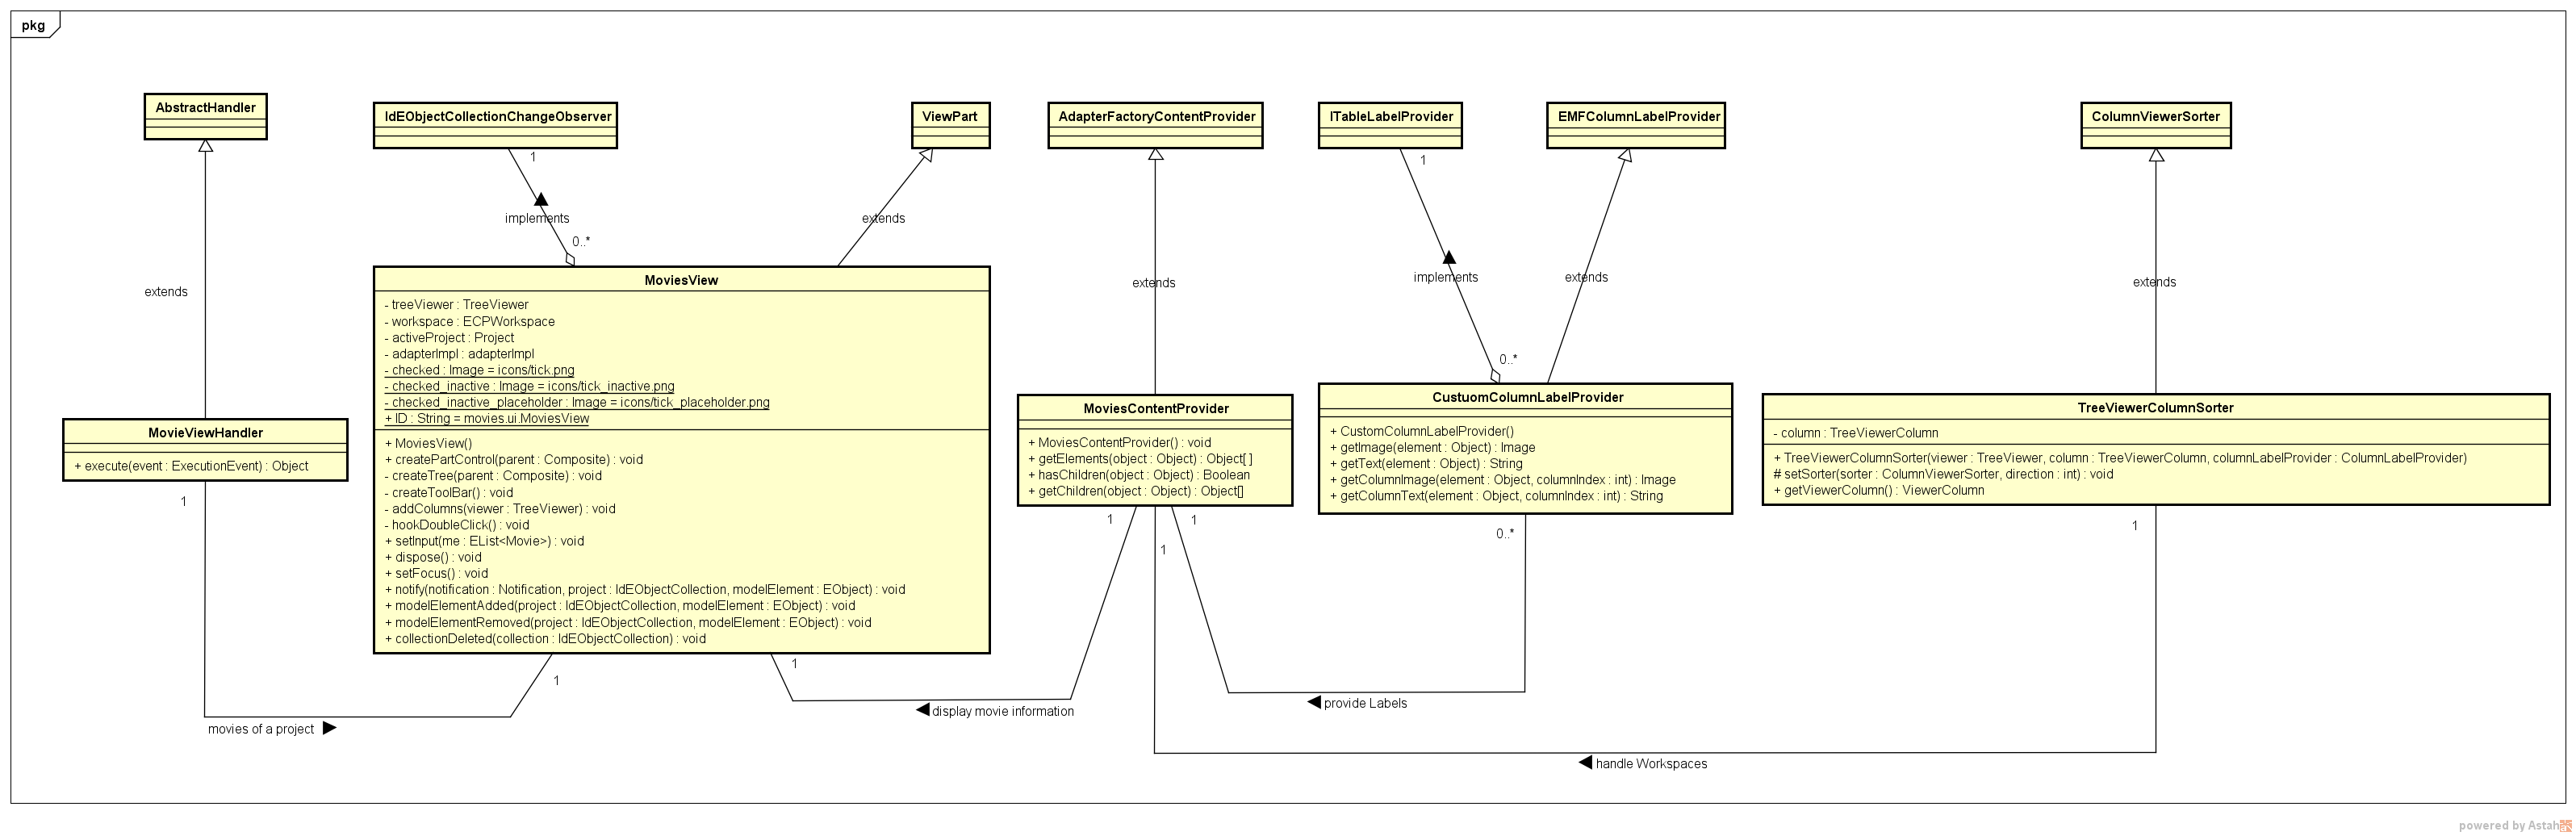 pkg
AbstractHandler
IdEObjectCollectionChangeObserver
ViewPart
AdapterFactoryContentProvider
ITableLabelProvider
EMFColumnLabelProvider
ColumnViewerSorter
1
1
implements
extends
0..*
extends
extends
implements
extends
extends
0..*
MoviesView
- treeViewer : TreeViewer
- workspace : ECPWorkspace
- activeProject : Project
- adapterImpl : adapterImpl
- checked : Image = icons/tick.png
- checked_inactive : Image = icons/tick_inactive.png
- checked_inactive_placeholder : Image = icons/tick_placeholder.png
+ ID : String = movies.ui.MoviesView
+ MoviesView()
+ createPartControl(parent : Composite) : void
- createTree(parent : Composite) : void
- createToolBar() : void
- addColumns(viewer : TreeViewer) : void
- hookDoubleClick() : void
+ setInput(me : EList<Movie>) : void
+ dispose() : void
+ setFocus() : void
+ notify(notification : Notification, project : IdEObjectCollection, modelElement : EObject) : void
+ modelElementAdded(project : IdEObjectCollection, modelElement : EObject) : void
+ modelElementRemoved(project : IdEObjectCollection, modelElement : EObject) : void
+ collectionDeleted(collection : IdEObjectCollection) : void
MovieViewHandler
+ execute(event : ExecutionEvent) : Object
MoviesContentProvider
+ MoviesContentProvider() : void
+ getElements(object : Object) : Object[ ]
+ hasChildren(object : Object) : Boolean
+ getChildren(object : Object) : Object[]
CustuomColumnLabelProvider
+ CustomColumnLabelProvider()
+ getImage(element : Object) : Image
+ getText(element : Object) : String
+ getColumnImage(element : Object, columnIndex : int) : Image
+ getColumnText(element : Object, columnIndex : int) : String
TreeViewerColumnSorter
- column : TreeViewerColumn
+ TreeViewerColumnSorter(viewer : TreeViewer, column : TreeViewerColumn, columnLabelProvider : ColumnLabelProvider)
# setSorter(sorter : ColumnViewerSorter, direction : int) : void
+ getViewerColumn() : ViewerColumn
1
1
1
0..*
1
1
1
1
movies of a project
display movie information
provide Labels
handle Workspaces
powered by Astah